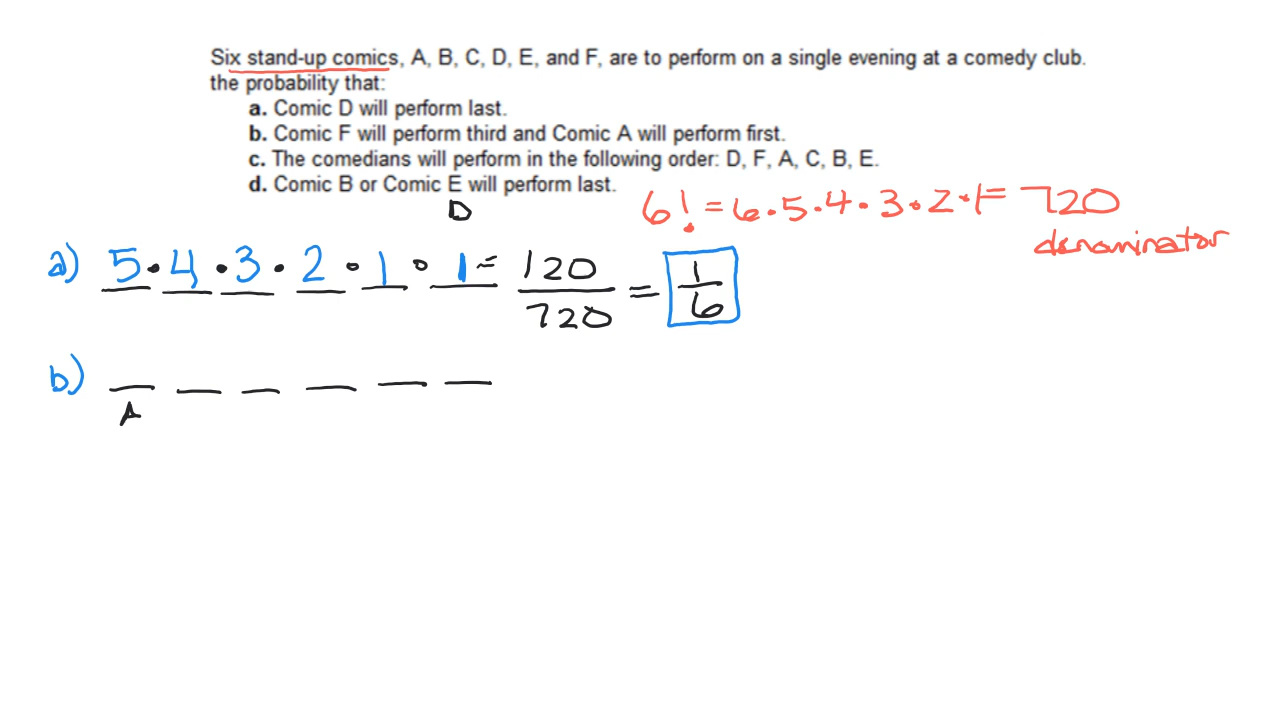 Six stand-up comics, A, B, C, D, E, and F, are to perform on a single evening at a comedy club.
the probability that:
a. Comic D will perform last.
b. Comic F will perform third and Comic A will perform first.
c. The comedians will perform in the following order: D, F, A, C, B, E.
d. Comic B or Comic E will perform last.
6! = 6 · 5 · 4 · 3 · 2 · 1 = 720
denominator
D
a) 5 · 4 · 3 · 2 · 1 · 1 = 120/720 = 1/6
b) _ _ _ _ _ _
A